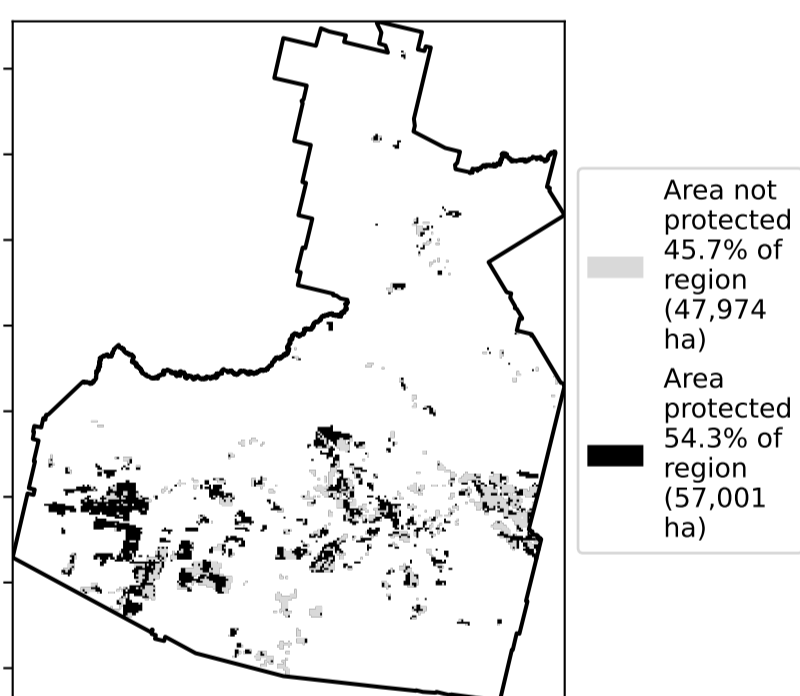 Area not
protected
45.7% of
region
(47,974
ha)
Area
protected
54.3% of
region
(57,001
ha)